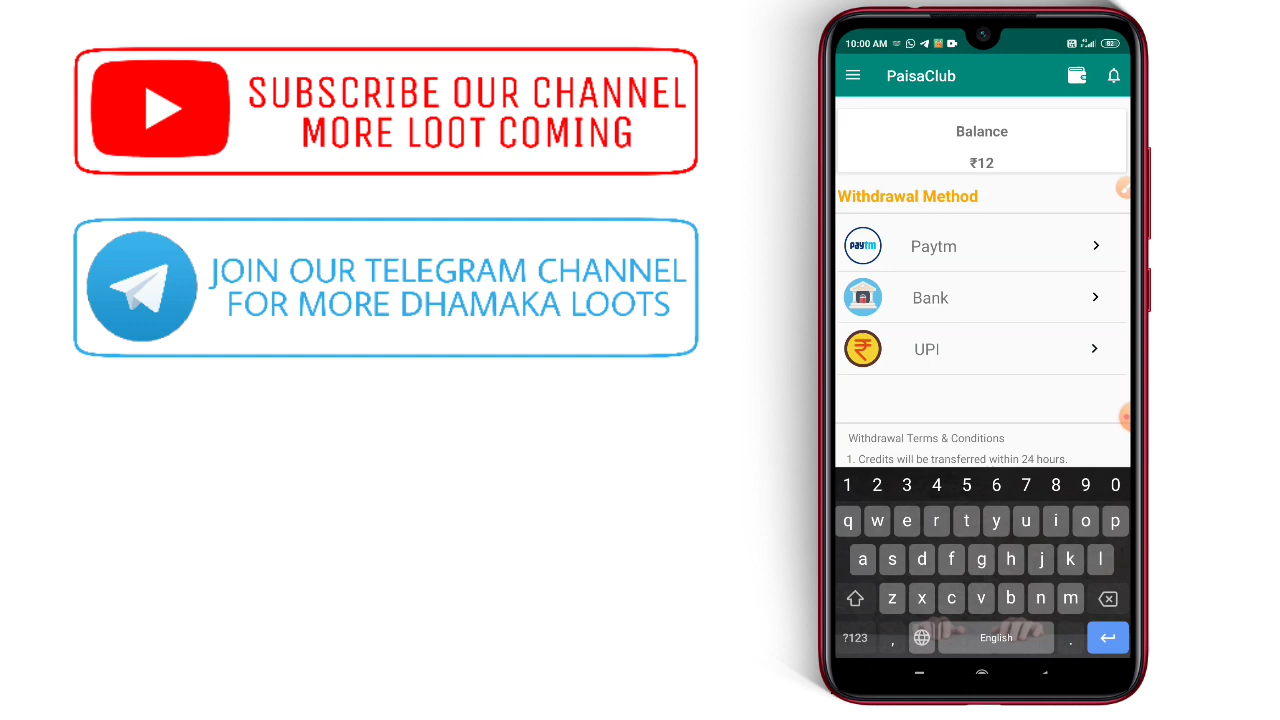 SUBSCRIBE OUR CHANNEL
MORE LOOT COMING
JOIN OUR TELEGRAM CHANNEL
FOR MORE DHAMAKA LOOTS
10:00 AM
82
PaisaClub
Balance
₹12
Withdrawal Method
paytm
Paytm
Bank
UPI
Withdrawal Terms & Conditions
1. Credits will be transferred within 24 hours.
1 2 3 4 5 6 7 8 9 0
q w e r t y u i o p
a s d f g h j k l
z x c v b n m
?123 , English .